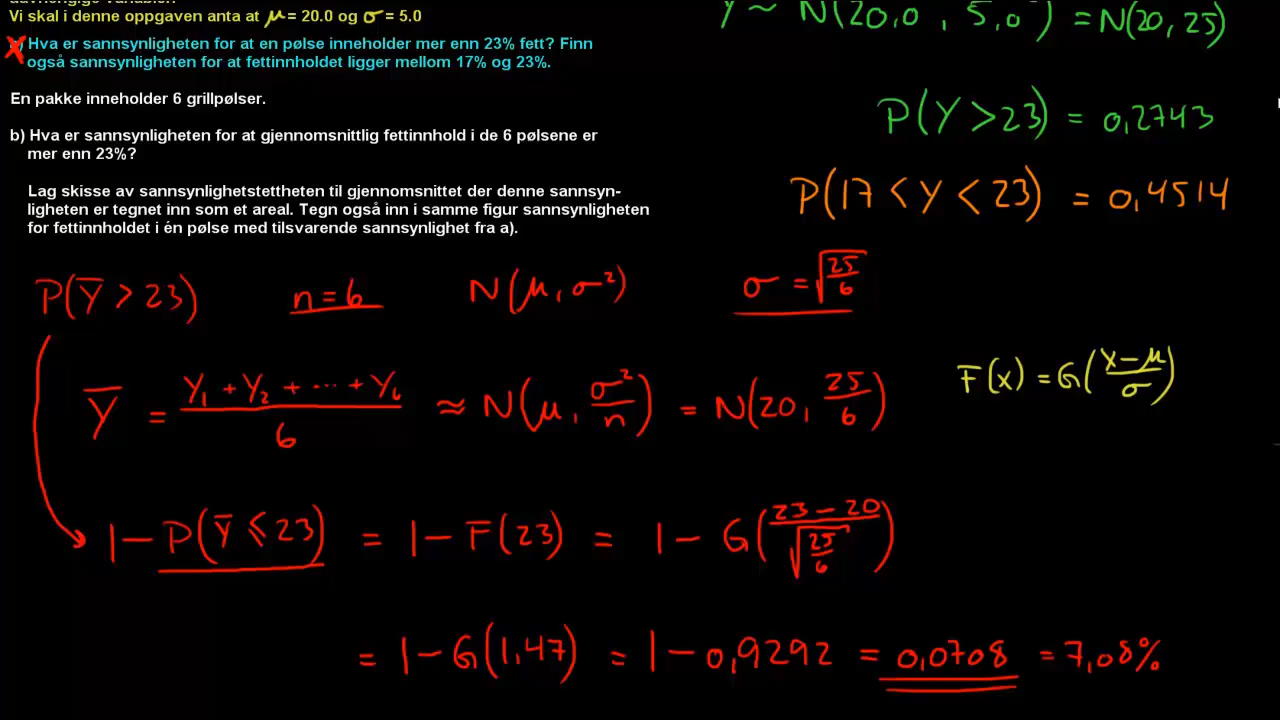 Vi skal i denne oppgaven anta at μ = 20.0 og σ = 5.0
Hva er sannsynligheten for at en pølse inneholder mer enn 23% fett? Finn
også sannsynligheten for at fettinnholdet ligger mellom 17% og 23%.
En pakke inneholder 6 grillpølser.
b) Hva er sannsynligheten for at gjennomsnittlig fettinnhold i de 6 pølsene er
mer enn 23%?
Lag skisse av sannsynlighetstettheten til gjennomsnittet der denne sannsyn-
ligheten er tegnet inn som et areal. Tegn også inn i samme figur sannsynligheten
for fettinnholdet i én pølse med tilsvarende sannsynlighet fra a).
Y ~ N(20,0 , 5,0²) = N(20, 25)
P(Y > 23) = 0,2743
P(17 < Y < 23) = 0,4514
P(Ȳ > 23) n = 6 N(μ, σ²) σ = √(25/6)
Ȳ = (Y₁ + Y₂ + ... + Y₆)/6 ≈ N(μ, σ²/n) = N(20, 25/6)
F(x) = G((x-μ)/σ)
1 - P(Ȳ ≤ 23) = 1 - F(23) = 1 - G((23-20)/√(25/6))
= 1 - G(1,47) = 1 - 0,9292 = 0,0708 = 7,08%